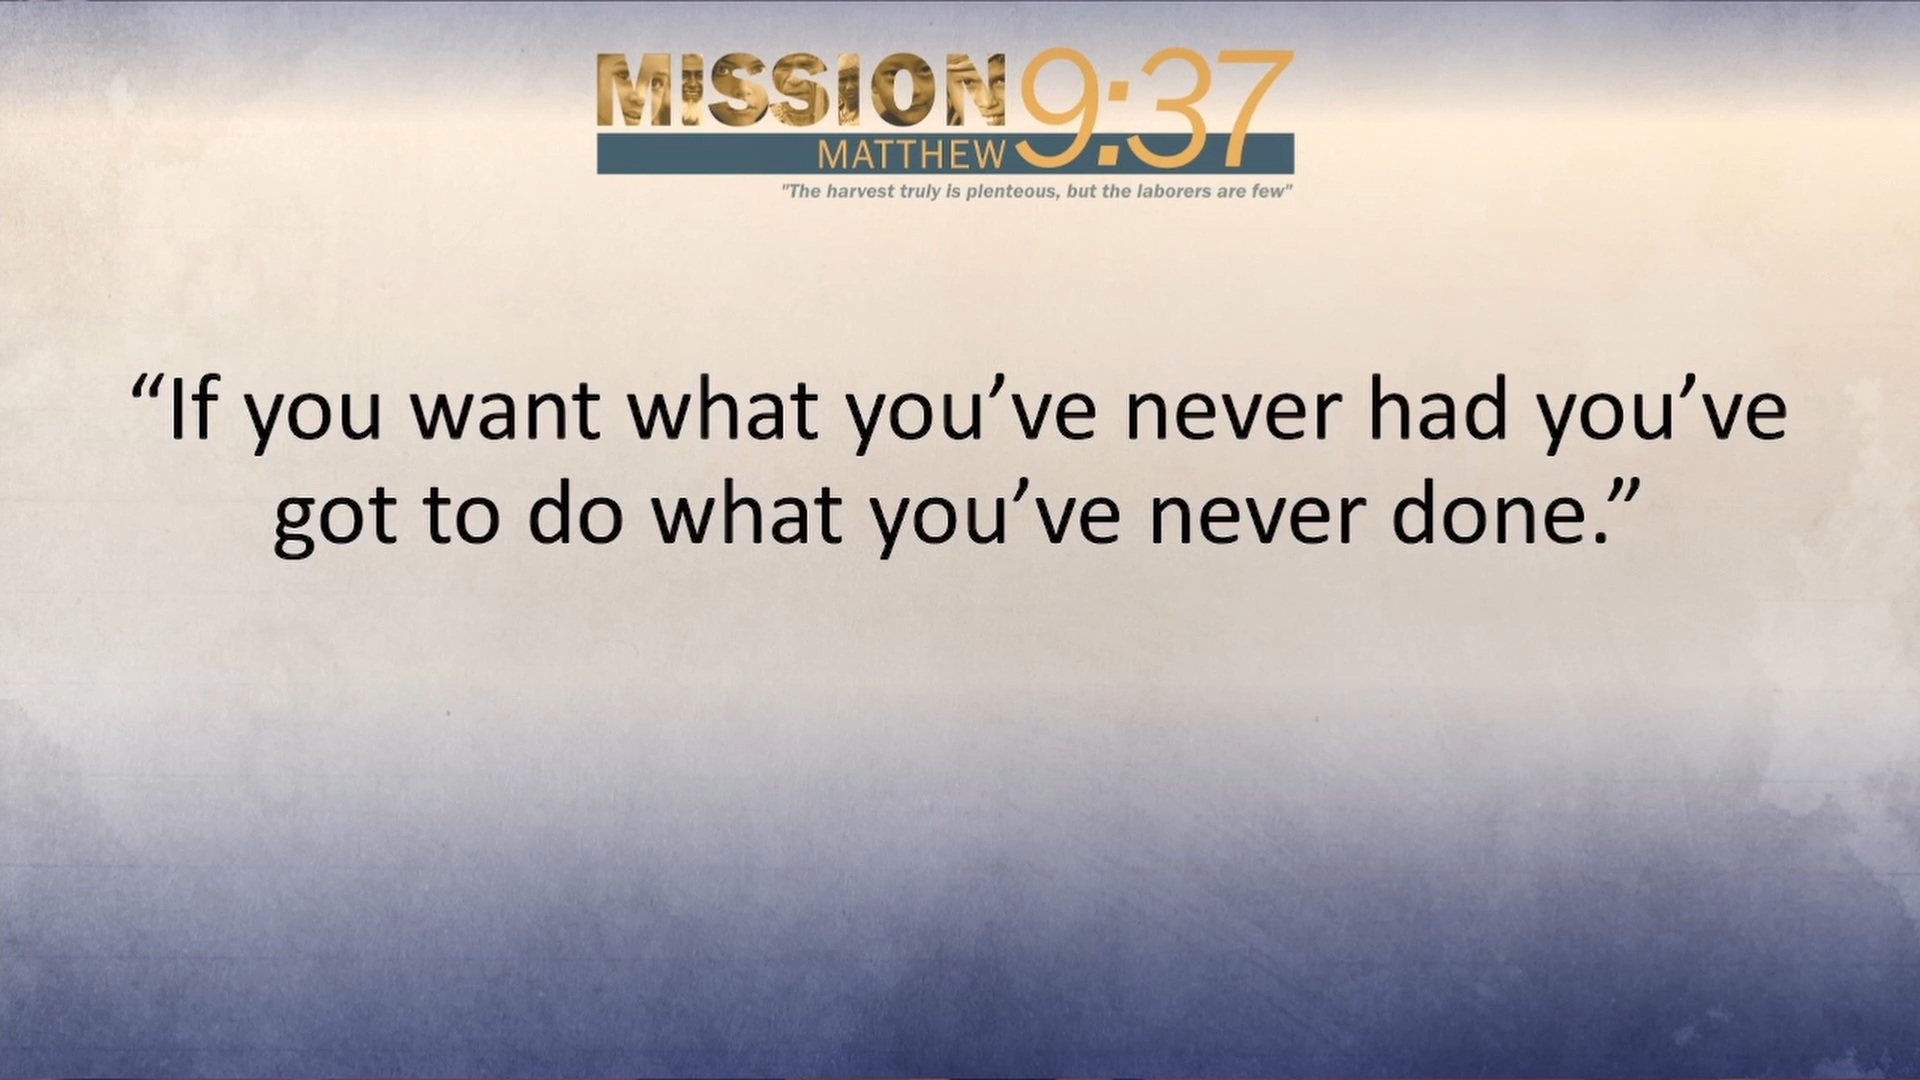 MISSION 9:37
MATTHEW
"The harvest truly is plenteous, but the laborers are few"
“If you want what you’ve never had you’ve
got to do what you’ve never done.”